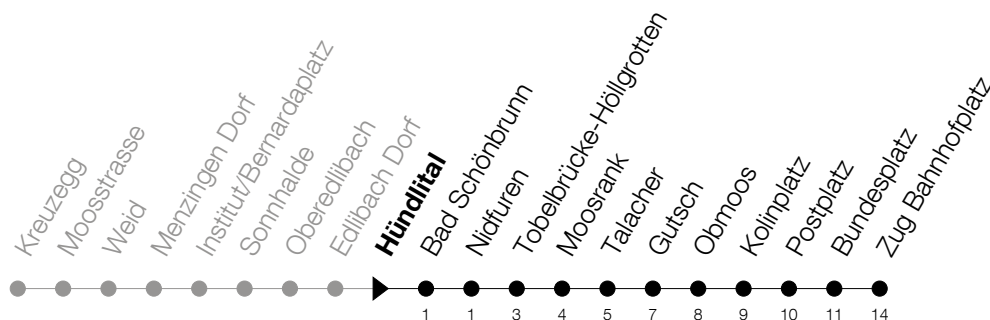 Kreuzegg
Moosstrasse
Weid
Menzingen Dorf
Institut/Bernardaplatz
Sonnhalde
Oberedlibach
Edlibach Dorf
Hündlital
Bad Schönbrunn
Nidfuren
Tobelbrücke-Höllgrotten
Moosrank
Talacher
Gutsch
Obmoos
Kolinplatz
Postplatz
Bundesplatz
Zug Bahnhofplatz
1 1 3 4 5 7 8 9 10 11 14